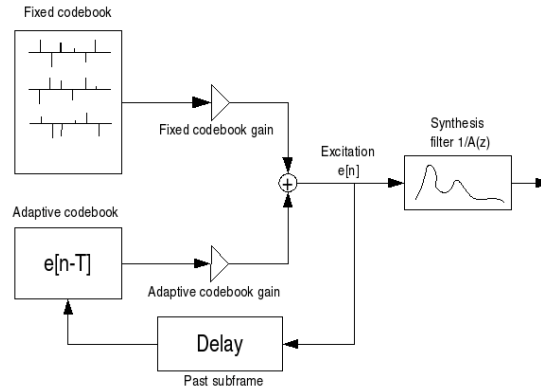 Fixed codebook
Fixed codebook gain
Synthesis
filter 1/A(z)
Excitation
e[n]
+
Adaptive codebook
e[n-T]
Adaptive codebook gain
Delay
Past subframe